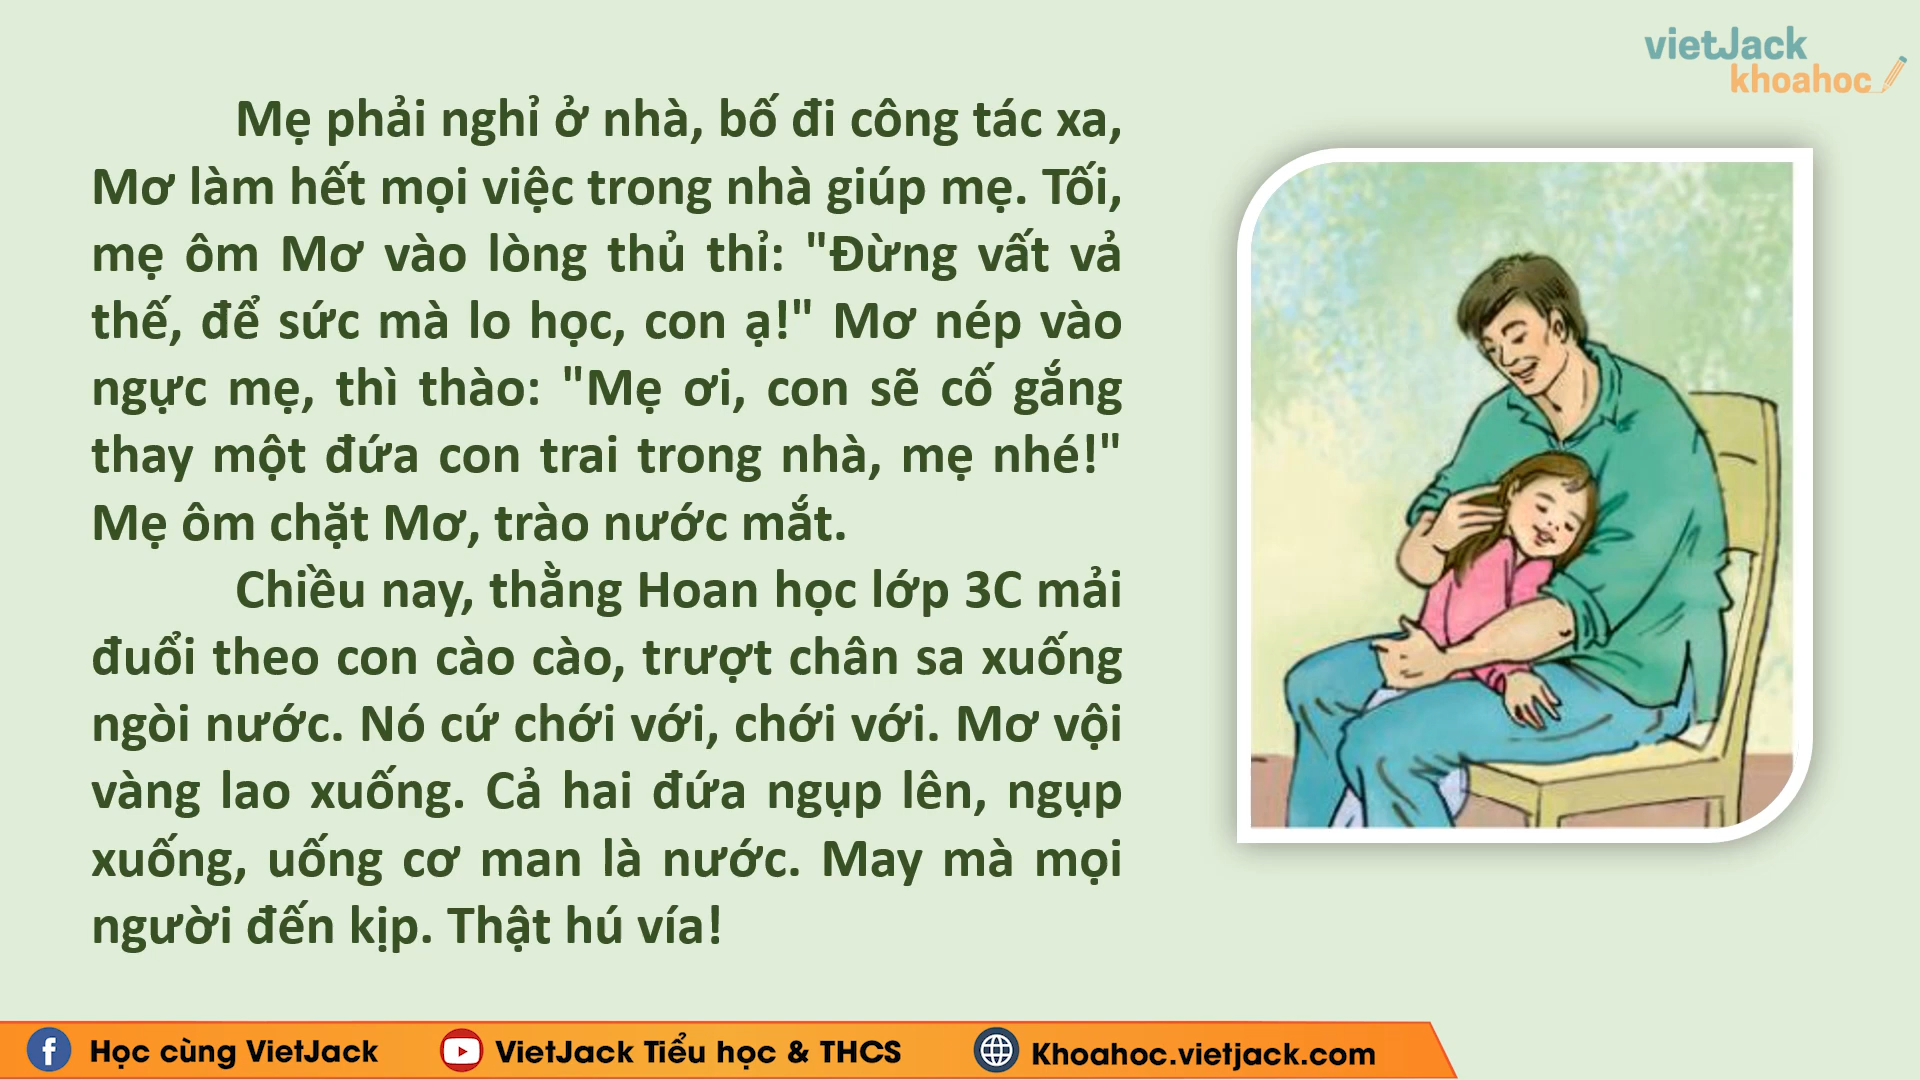 vietJack
khoahoc
Mẹ phải nghỉ ở nhà, bố đi công tác xa,
Mơ làm hết mọi việc trong nhà giúp mẹ. Tối,
mẹ ôm Mơ vào lòng thủ thỉ: "Đừng vất vả
thế, để sức mà lo học, con ạ!" Mơ nép vào
ngực mẹ, thì thào: "Mẹ ơi, con sẽ cố gắng
thay một đứa con trai trong nhà, mẹ nhé!"
Mẹ ôm chặt Mơ, trào nước mắt.
Chiều nay, thằng Hoan học lớp 3C mải
đuổi theo con cào cào, trượt chân sa xuống
ngòi nước. Nó cứ chới với, chới với. Mơ vội
vàng lao xuống. Cả hai đứa ngụp lên, ngụp
xuống, uống cơ man là nước. May mà mọi
người đến kịp. Thật hú vía!
Học cùng VietJack
VietJack Tiểu học & THCS
Khoahoc.vietjack.com